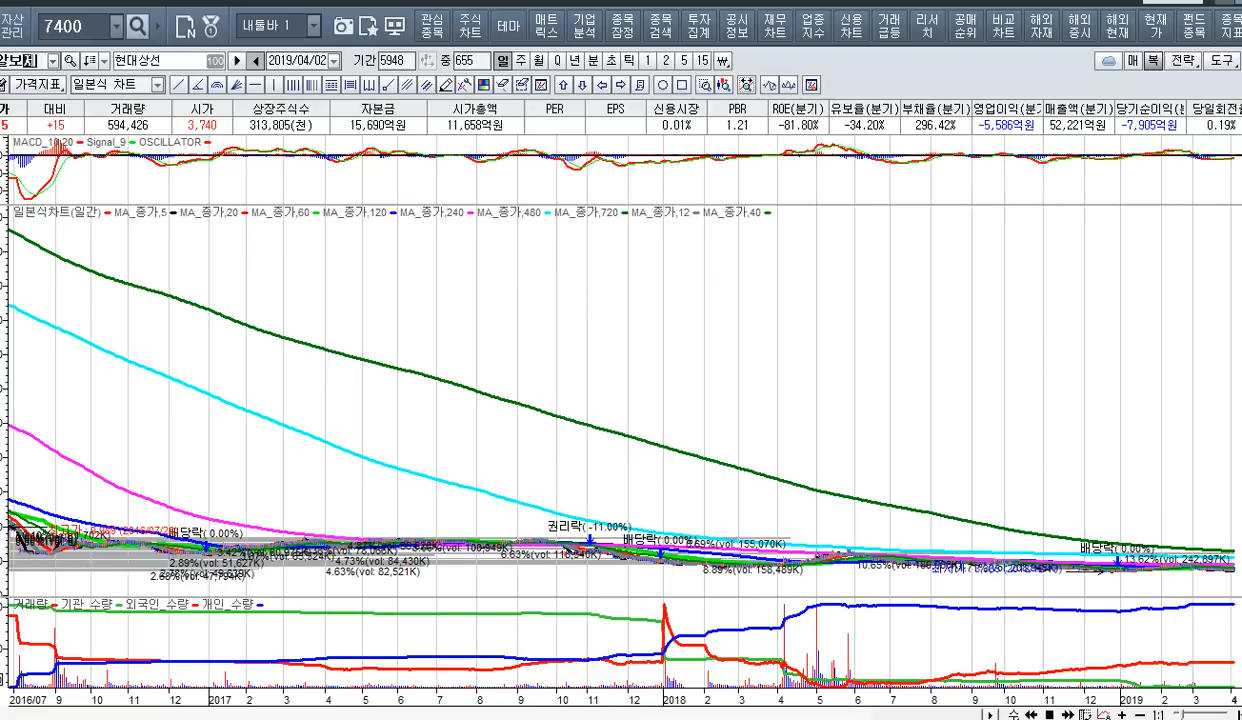 자산 7400 내툴바 1 관심 주식 테마 매트 기업 종목 종목 투자 공시 재무 업종 신용 거래 리서 공매 비교 해외 해외 해외 현재 펀드 종목
관리 종목 차트 릭스 분석 잠정 검색 집계 정보 차트 지수 차트 급등 치 순위 차트 자재 증시 현재 가 종목 지표
현대상선 100 2019/04/02 기간 5948 중 655 일 주 월 Q 년 분 초 틱 1 2 5 15 매 복 전략 도구
가격지표 일본식 차트
가 대비 거래량 시가 상장주식수 자본금 시가총액 PER EPS 신용시장 PBR ROE(분기) 유보율(분기) 부채율(분기) 영업이익(분기 매출액(분기) 당기순이익( 당일회전
5 +15 594,426 3,740 313,805(천) 15,690억원 11,658억원 0.01% 1.21 -81.80% -34.20% 296.42% -5,586억원 52,221억원 -7,905억원 0.19%
MACD_10,20 Signal_9 OSCILLATOR
일본식차트(일간) MA_종가,5 MA_종가,20 MA_종가,60 MA_종가,120 MA_종가,240 MA_종가,480 MA_종가,720 MA_종가,12 MA_종가,40
권리락(-11.00%)
배당락(0.00%)
배당락(0.00%)
배당락(0.00%)
2.89%(vol: 51,627K)
4.73%(vol: 84,430K)
4.63%(vol: 82,521K)
8.89%(vol: 158,489K)
13.62%(vol: 242,897K)
거래량 기관_수량 외국인_수량 개인_수량
2016/07 9 10 11 12 2017 2 3 4 5 6 7 8 9 10 11 12 2018 2 3 4 5 6 7 8 9 10 11 12 2019 2 3 4
수 1:1